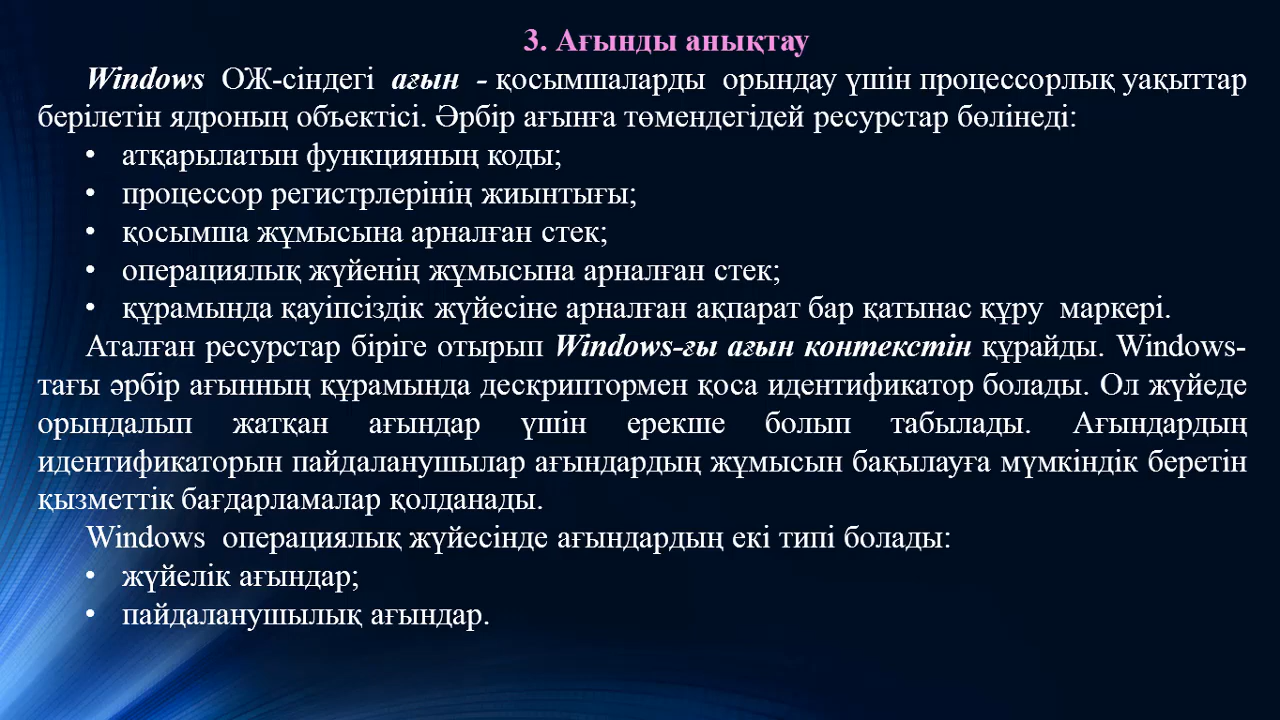 3. Ағынды анықтау
Windows ОЖ-сіндегі ағын - қосымшаларды орындау үшін процессорлық уақыттар
берілетін ядроның объектісі. Әрбір ағынға төмендегідей ресурстар бөлінеді:
• атқарылатын функцияның коды;
• процессор регистрлерінің жиынтығы;
• қосымша жұмысына арналған стек;
• операциялық жүйенің жұмысына арналған стек;
• құрамында қауіпсіздік жүйесіне арналған ақпарат бар қатынас құру маркері.
Аталған ресурстар біріге отырып Windows-ғы ағын контекстін құрайды. Windows-
тағы әрбір ағынның құрамында дескриптормен қоса идентификатор болады. Ол жүйеде
орындалып жатқан ағындар үшін ерекше болып табылады. Ағындардың
идентификаторын пайдаланушылар ағындардың жұмысын бақылауға мүмкіндік беретін
қызметтік бағдарламалар қолданады.
Windows операциялық жүйесінде ағындардың екі типі болады:
• жүйелік ағындар;
• пайдаланушылық ағындар.